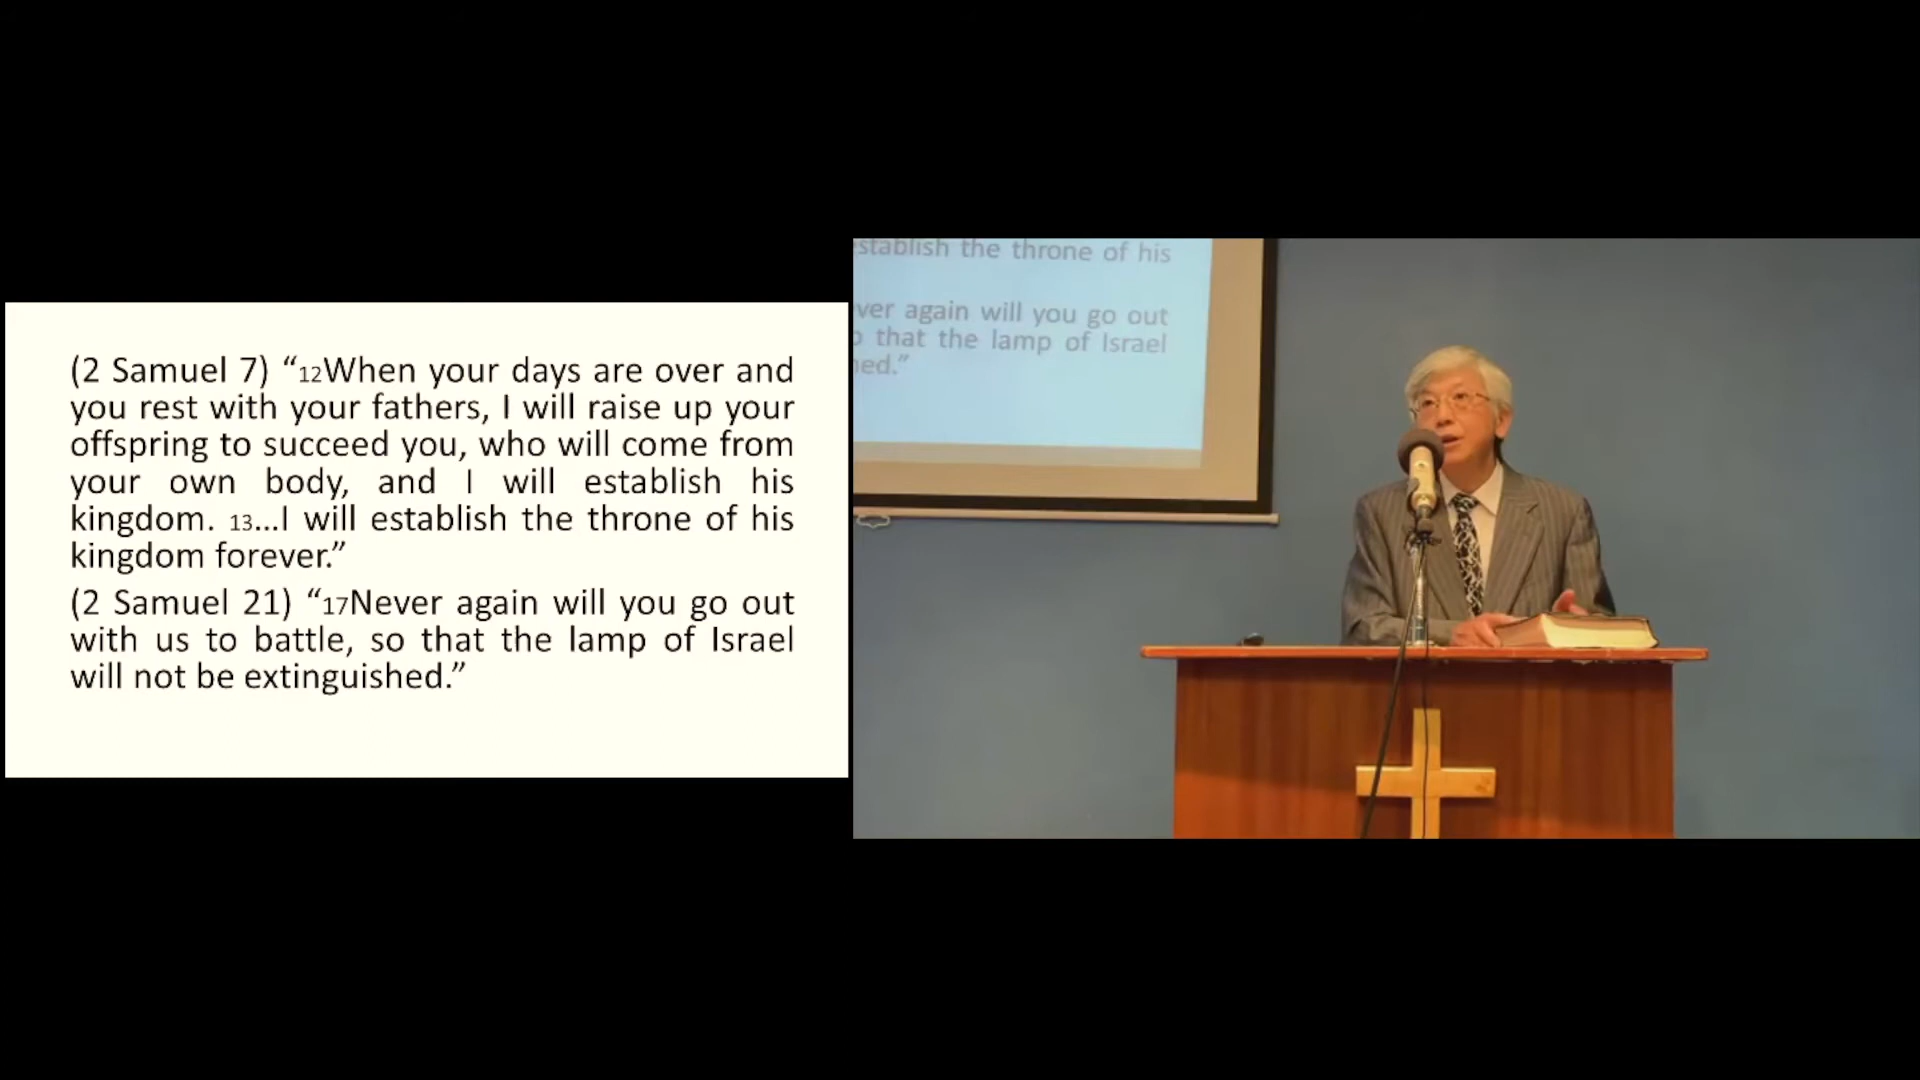 (2 Samuel 7) “12When your days are over and
you rest with your fathers, I will raise up your
offspring to succeed you, who will come from
your own body, and I will establish his
kingdom. 13...I will establish the throne of his
kingdom forever.”
(2 Samuel 21) “17Never again will you go out
with us to battle, so that the lamp of Israel
will not be extinguished.”
establish the throne of his
ver again will you go out
that the lamp of Israel
ned.”